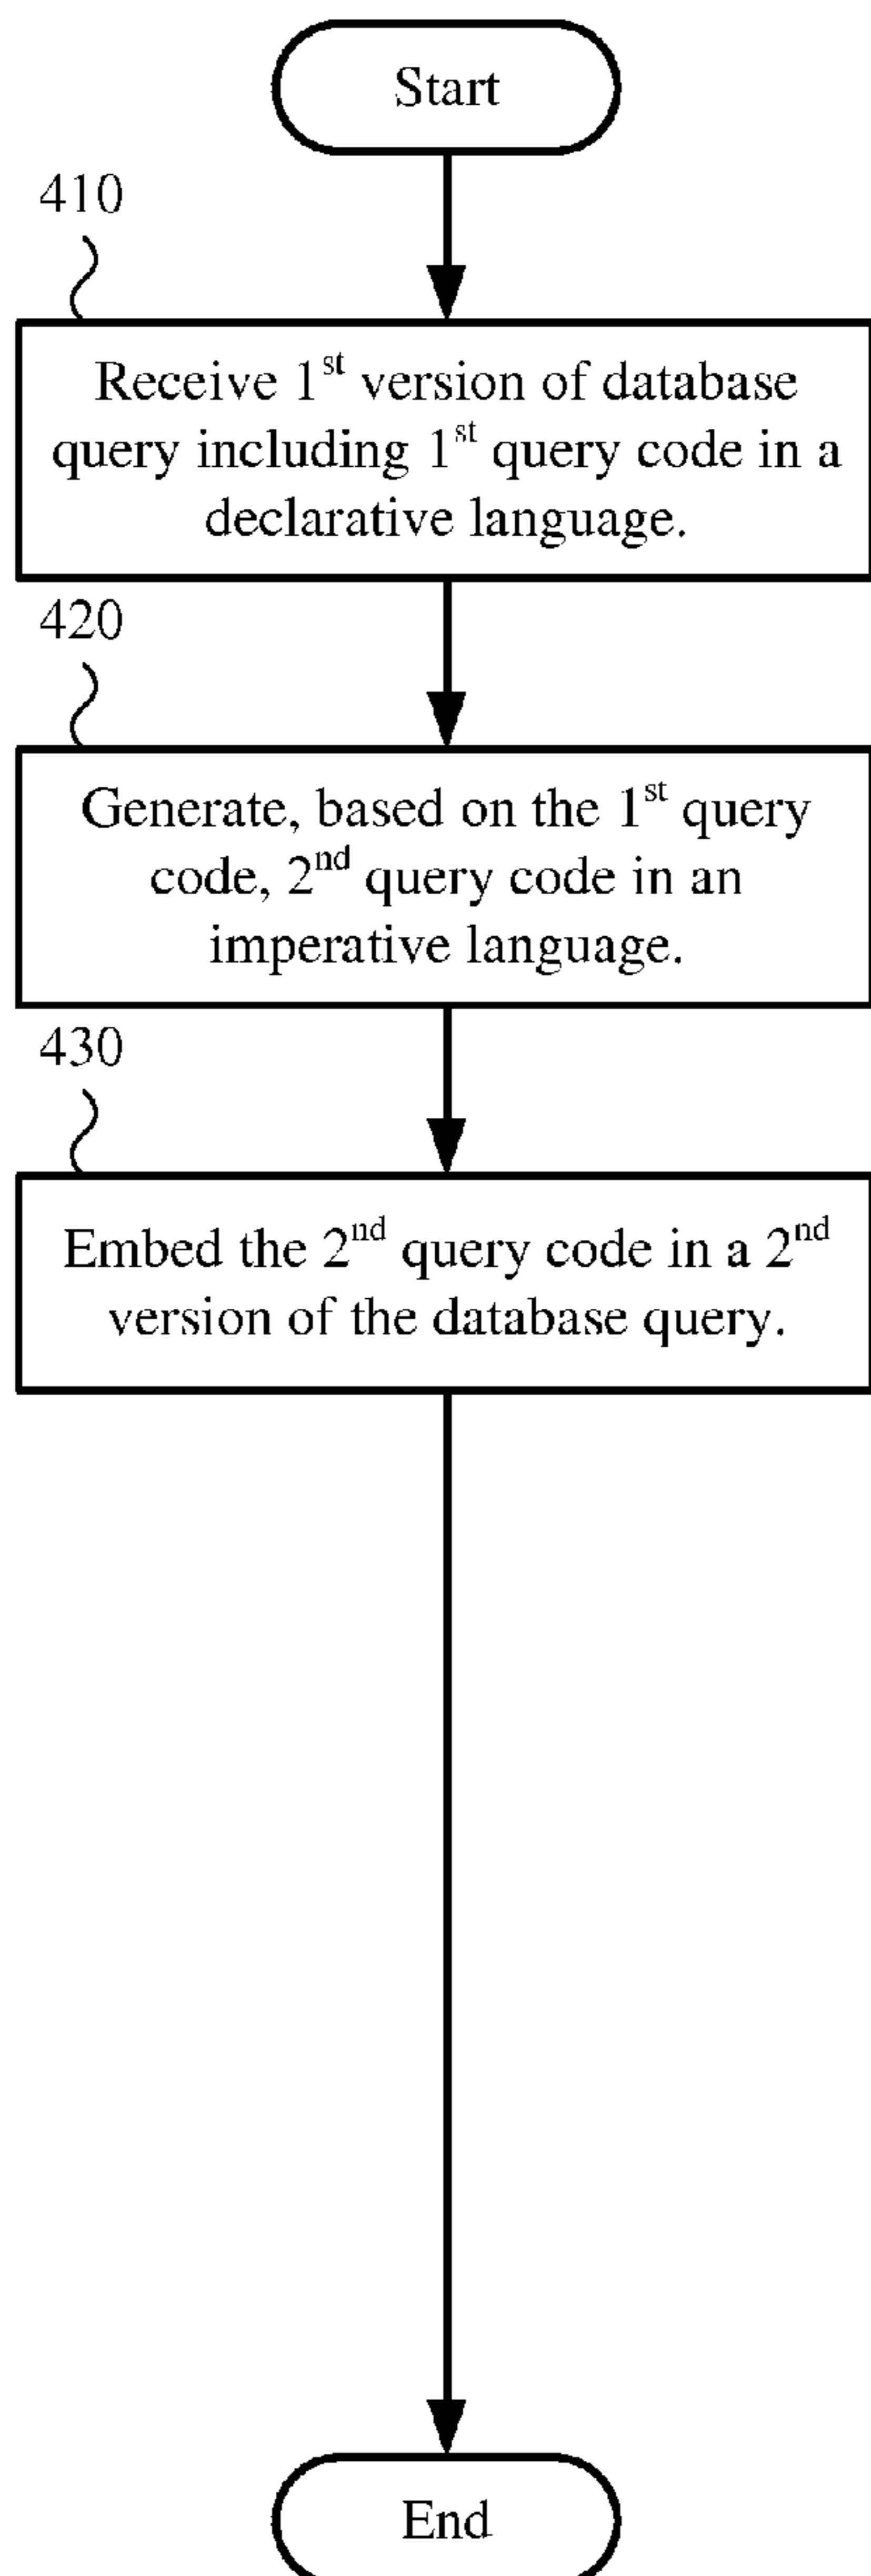 Start
410
Receive 1st version of database
query including 1st query code in a
declarative language.
420
Generate, based on the 1st query
code, 2nd query code in an
imperative language.
430
Embed the 2nd query code in a 2nd
version of the database query.
End